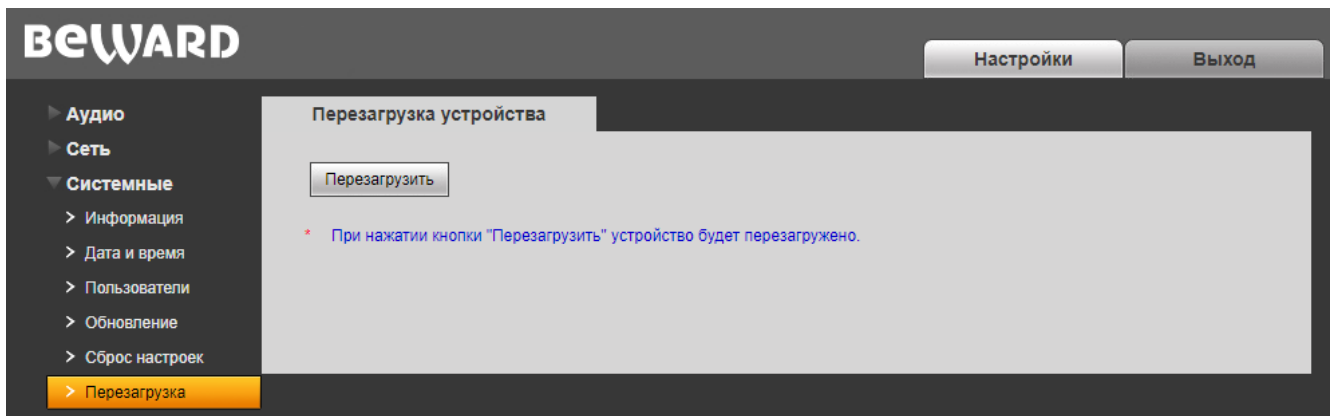 BEWARD
Настройки
Выход
Аудио
Сеть
Системные
> Информация
> Дата и время
> Пользователи
> Обновление
> Сброс настроек
> Перезагрузка
Перезагрузка устройства
Перезагрузить
* При нажатии кнопки "Перезагрузить" устройство будет перезагружено.